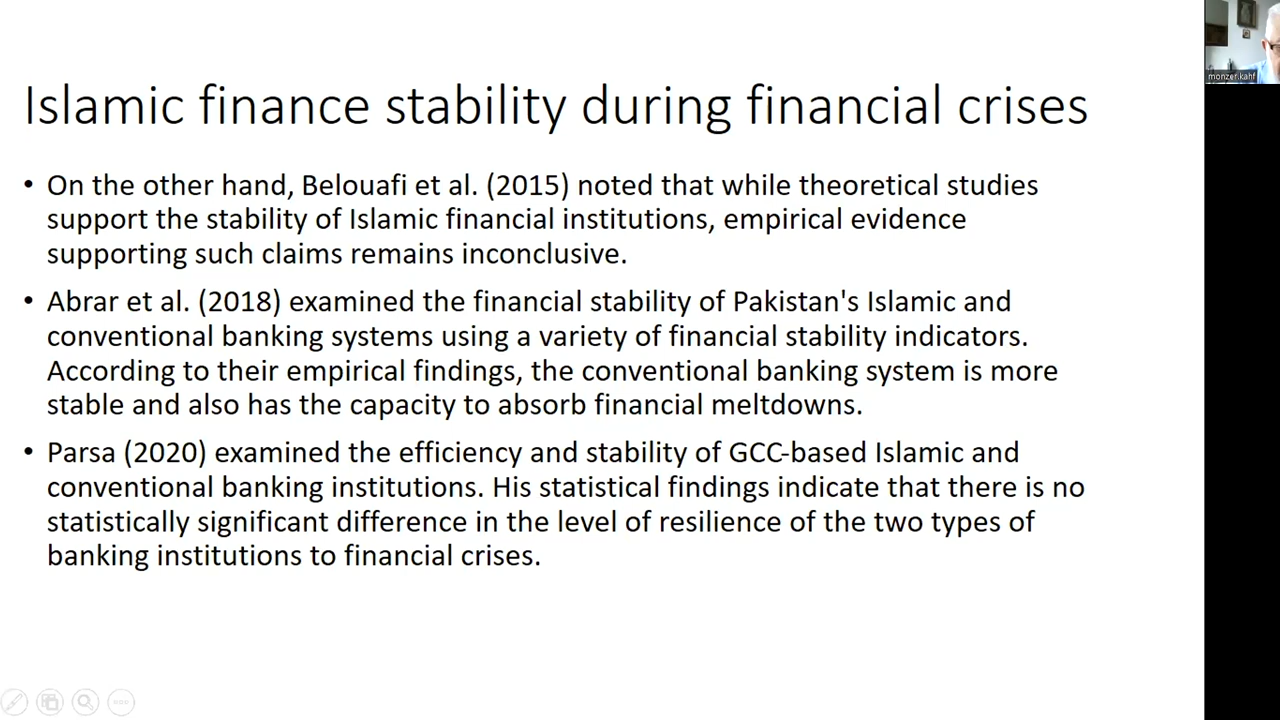 Islamic finance stability during financial crises
• On the other hand, Belouafi et al. (2015) noted that while theoretical studies
support the stability of Islamic financial institutions, empirical evidence
supporting such claims remains inconclusive.
• Abrar et al. (2018) examined the financial stability of Pakistan's Islamic and
conventional banking systems using a variety of financial stability indicators.
According to their empirical findings, the conventional banking system is more
stable and also has the capacity to absorb financial meltdowns.
• Parsa (2020) examined the efficiency and stability of GCC-based Islamic and
conventional banking institutions. His statistical findings indicate that there is no
statistically significant difference in the level of resilience of the two types of
banking institutions to financial crises.
monzer.kahf